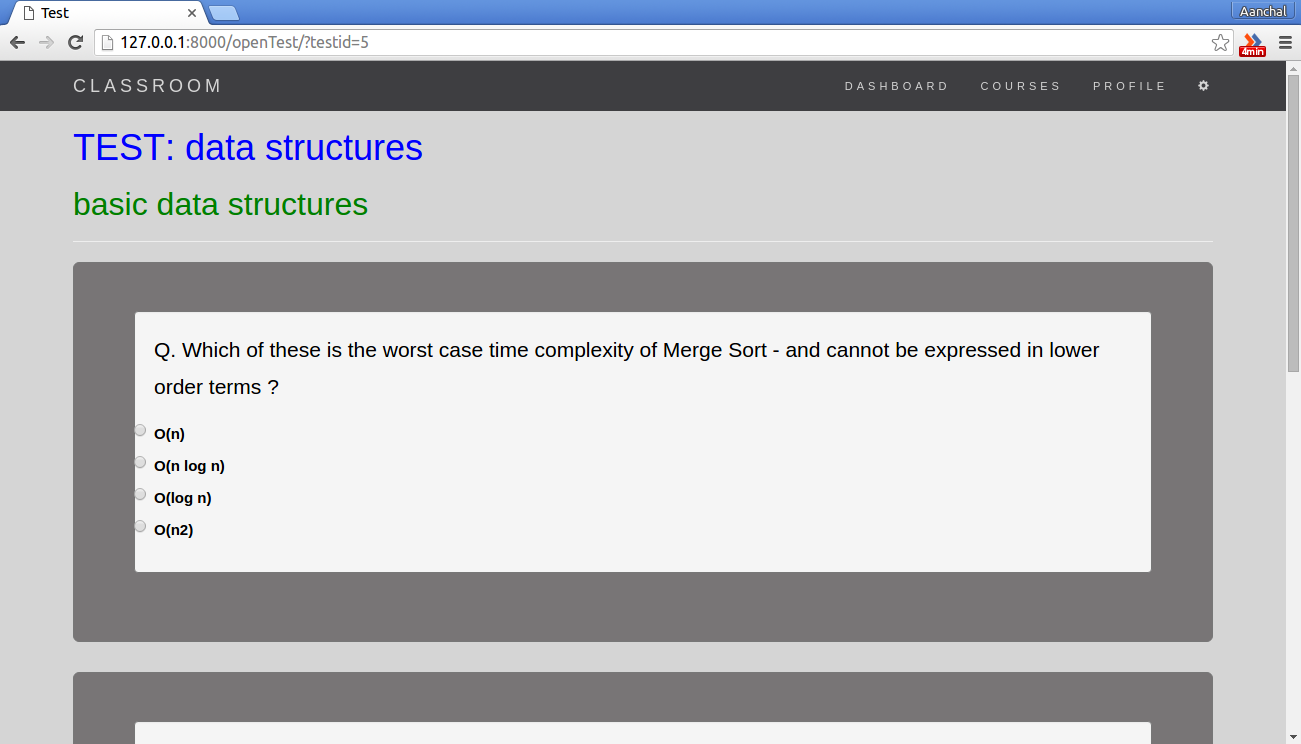 Test
Aanchal
127.0.0.1:8000/openTest/?testid=5
4min
CLASSROOM
DASHBOARD COURSES PROFILE
TEST: data structures
basic data structures
Q. Which of these is the worst case time complexity of Merge Sort - and cannot be expressed in lower
order terms ?
O(n)
O(n log n)
O(log n)
O(n2)